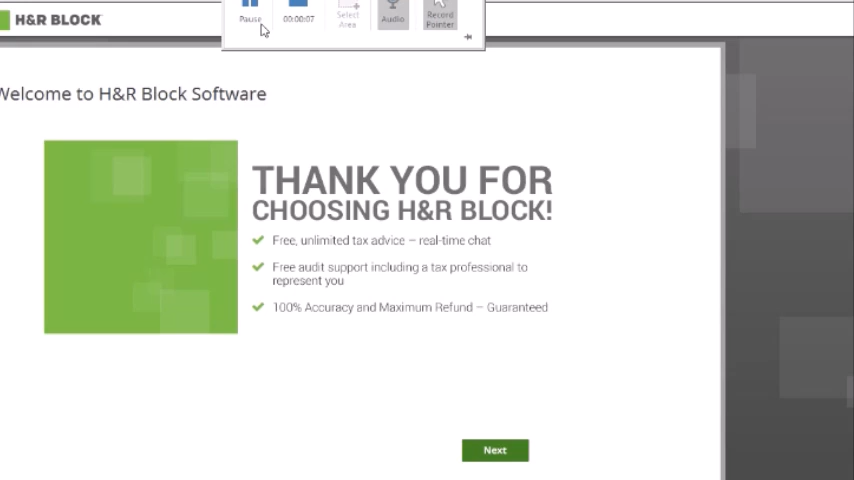 H&R BLOCK
Pause
00:00:07
Select
Area
Audio
Record
Pointer
Welcome to H&R Block Software
THANK YOU FOR
CHOOSING H&R BLOCK!
Free, unlimited tax advice – real-time chat
Free audit support including a tax professional to
represent you
100% Accuracy and Maximum Refund – Guaranteed
Next